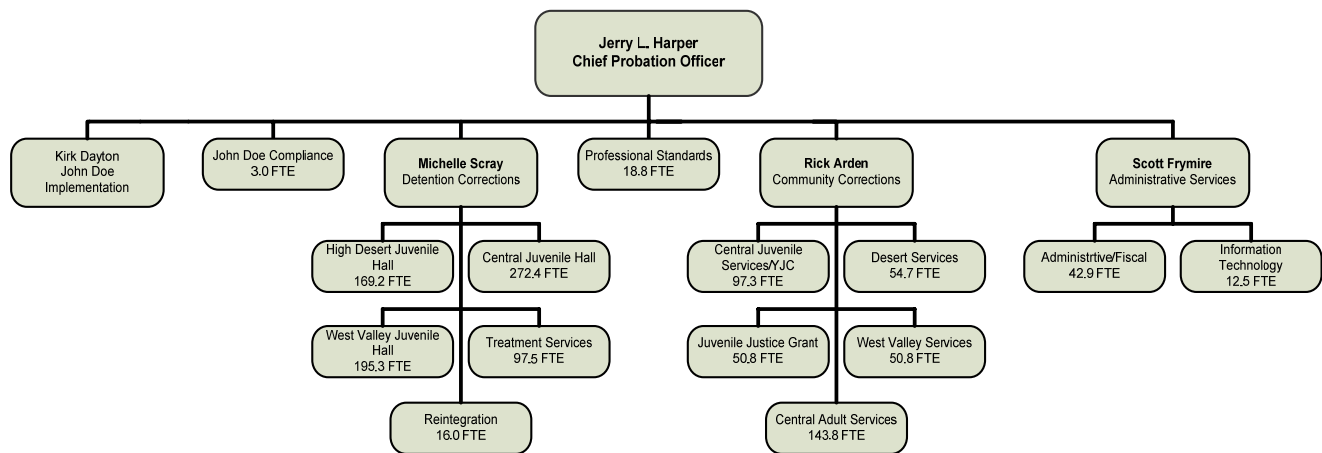 Jerry L. Harper
Chief Probation Officer
Kirk Dayton
John Doe
Implementation
John Doe Compliance
3.0 FTE
Michelle Scray
Detention Corrections
Professional Standards
18.8 FTE
Rick Arden
Community Corrections
Scott Frymire
Administrative Services
High Desert Juvenile
Hall
169.2 FTE
Central Juvenile Hall
272.4 FTE
Central Juvenile
Services/YJC
97.3 FTE
Desert Services
54.7 FTE
Administrtive/Fiscal
42.9 FTE
Information
Technology
12.5 FTE
West Valley Juvenile
Hall
195.3 FTE
Treatment Services
97.5 FTE
Juvenile Justice Grant
50.8 FTE
West Valley Services
50.8 FTE
Reintegration
16.0 FTE
Central Adult Services
143.8 FTE